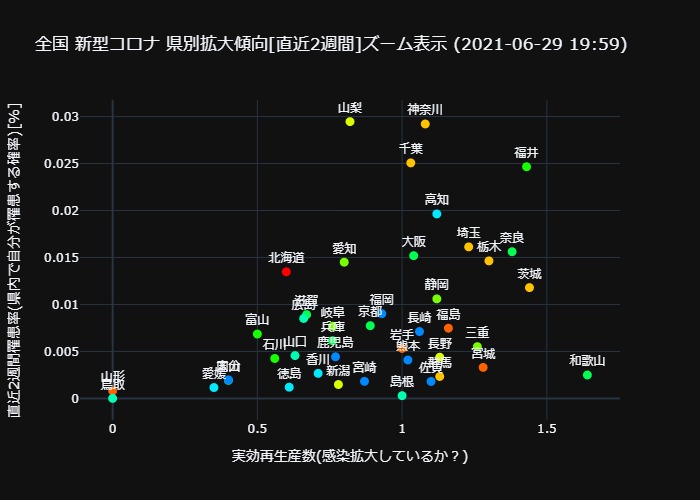 全国 新型コロナ 県別拡大傾向[直近2週間]ズーム表示 (2021-06-29 19:59)
直近2週間罹患率(県内で自分が罹患する確率)[%]
0.03
0.025
0.02
0.015
0.01
0.005
0
山梨
神奈川
千葉
福井
高知
埼玉
奈良
大阪
栃木
愛知
北海道
茨城
静岡
福岡
滋賀
広島
京都
岐阜
長崎
福島
富山
兵庫
岩手
三重
石川
山口
鹿児島
熊本
長野
宮城
和歌山
群馬
香川
佐賀
大分
愛媛
徳島
新潟
宮崎
島根
山形
鳥取
0
0.5
1
1.5
実効再生産数(感染拡大しているか？)